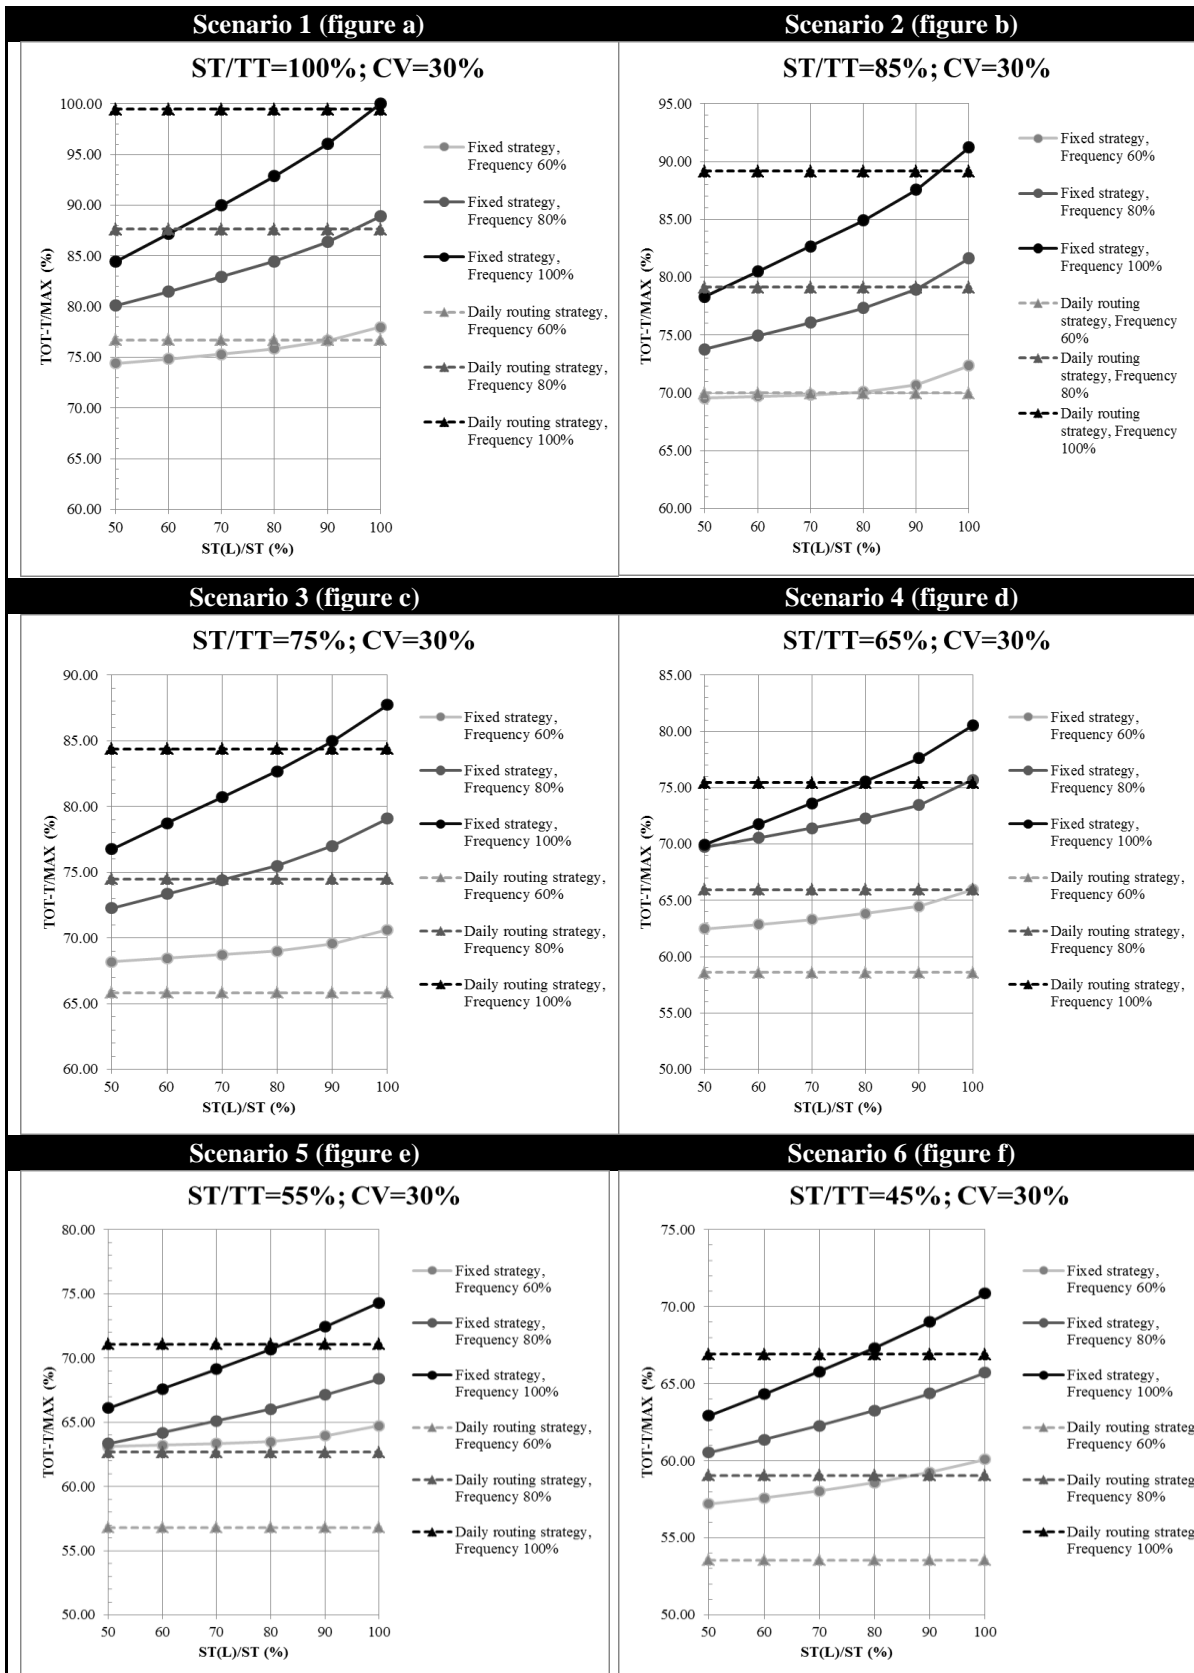 Scenario 1 (figure a)
Scenario 2 (figure b)
ST/TT=100%; CV=30%
TOT-T/MAX (%)
100.00
95.00
90.00
85.00
80.00
75.00
70.00
65.00
60.00
50 60 70 80 90 100
ST(L)/ST (%)
Fixed strategy,
Frequency 60%
Fixed strategy,
Frequency 80%
Fixed strategy,
Frequency 100%
Daily routing strategy,
Frequency 60%
Daily routing strategy,
Frequency 80%
Daily routing strategy,
Frequency 100%
ST/TT=85%; CV=30%
TOT-T/MAX (%)
95.00
90.00
85.00
80.00
75.00
70.00
65.00
60.00
50 60 70 80 90 100
ST(L)/ST (%)
Fixed strategy,
Frequency 60%
Fixed strategy,
Frequency 80%
Fixed strategy,
Frequency 100%
Daily routing
strategy, Frequency
60%
Daily routing
strategy, Frequency
80%
Daily routing
strategy, Frequency
100%
Scenario 3 (figure c)
Scenario 4 (figure d)
ST/TT=75%; CV=30%
TOT-T/MAX (%)
90.00
85.00
80.00
75.00
70.00
65.00
60.00
50 60 70 80 90 100
ST(L)/ST (%)
Fixed strategy,
Frequency 60%
Fixed strategy,
Frequency 80%
Fixed strategy,
Frequency 100%
Daily routing strategy,
Frequency 60%
Daily routing strategy,
Frequency 80%
Daily routing strategy,
Frequency 100%
ST/TT=65%; CV=30%
TOT-T/MAX (%)
85.00
80.00
75.00
70.00
65.00
60.00
55.00
50.00
50 60 70 80 90 100
ST(L)/ST (%)
Fixed strategy,
Frequency 60%
Fixed strategy,
Frequency 80%
Fixed strategy,
Frequency 100%
Daily routing strategy,
Frequency 60%
Daily routing strategy,
Frequency 80%
Daily routing strategy,
Frequency 100%
Scenario 5 (figure e)
Scenario 6 (figure f)
ST/TT=55%; CV=30%
TOT-T/MAX (%)
80.00
75.00
70.00
65.00
60.00
55.00
50.00
50 60 70 80 90 100
ST(L)/ST (%)
Fixed strategy,
Frequency 60%
Fixed strategy,
Frequency 80%
Fixed strategy,
Frequency 100%
Daily routing strategy,
Frequency 60%
Daily routing strategy,
Frequency 80%
Daily routing strategy,
Frequency 100%
ST/TT=45%; CV=30%
TOT-T/MAX (%)
75.00
70.00
65.00
60.00
55.00
50.00
50 60 70 80 90 100
ST(L)/ST (%)
Fixed strategy,
Frequency 60%
Fixed strategy,
Frequency 80%
Fixed strategy,
Frequency 100%
Daily routing strateg
Frequency 60%
Daily routing strateg
Frequency 80%
Daily routing strateg
Frequency 100%